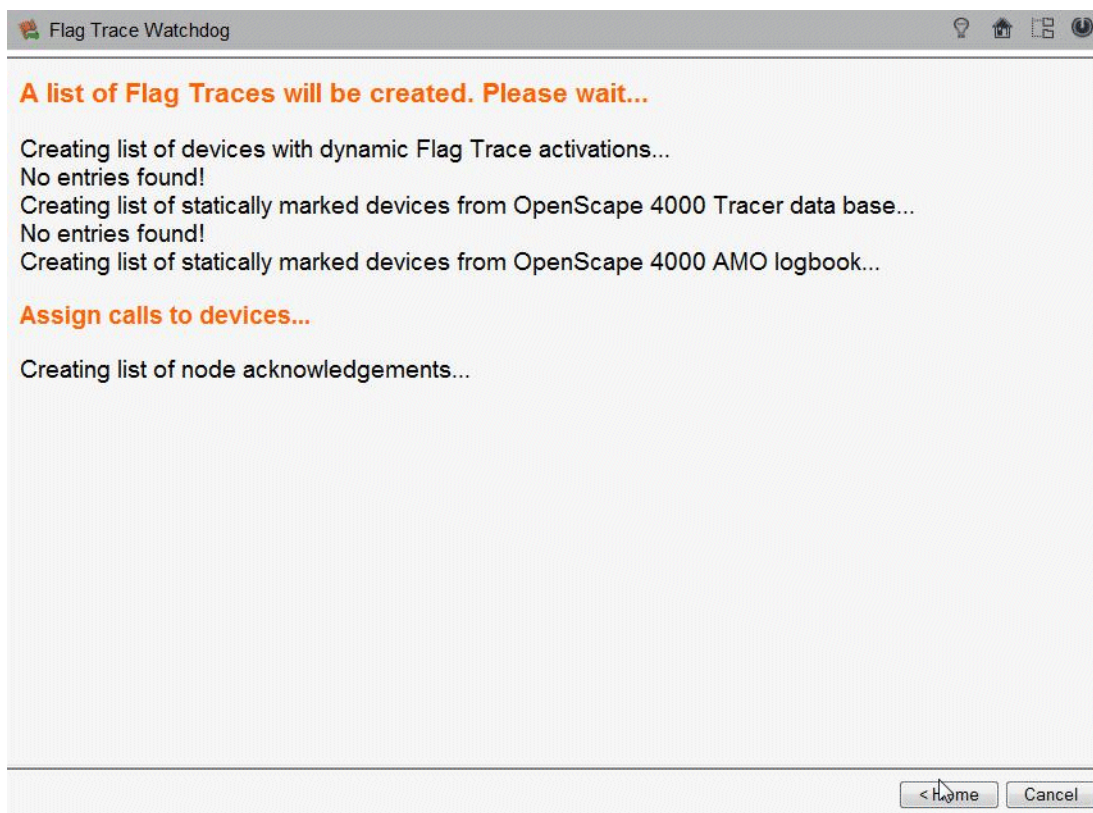 Flag Trace Watchdog
A list of Flag Traces will be created. Please wait...
Creating list of devices with dynamic Flag Trace activations...
No entries found!
Creating list of statically marked devices from OpenScape 4000 Tracer data base...
No entries found!
Creating list of statically marked devices from OpenScape 4000 AMO logbook...
Assign calls to devices...
Creating list of node acknowledgements...
< Home Cancel